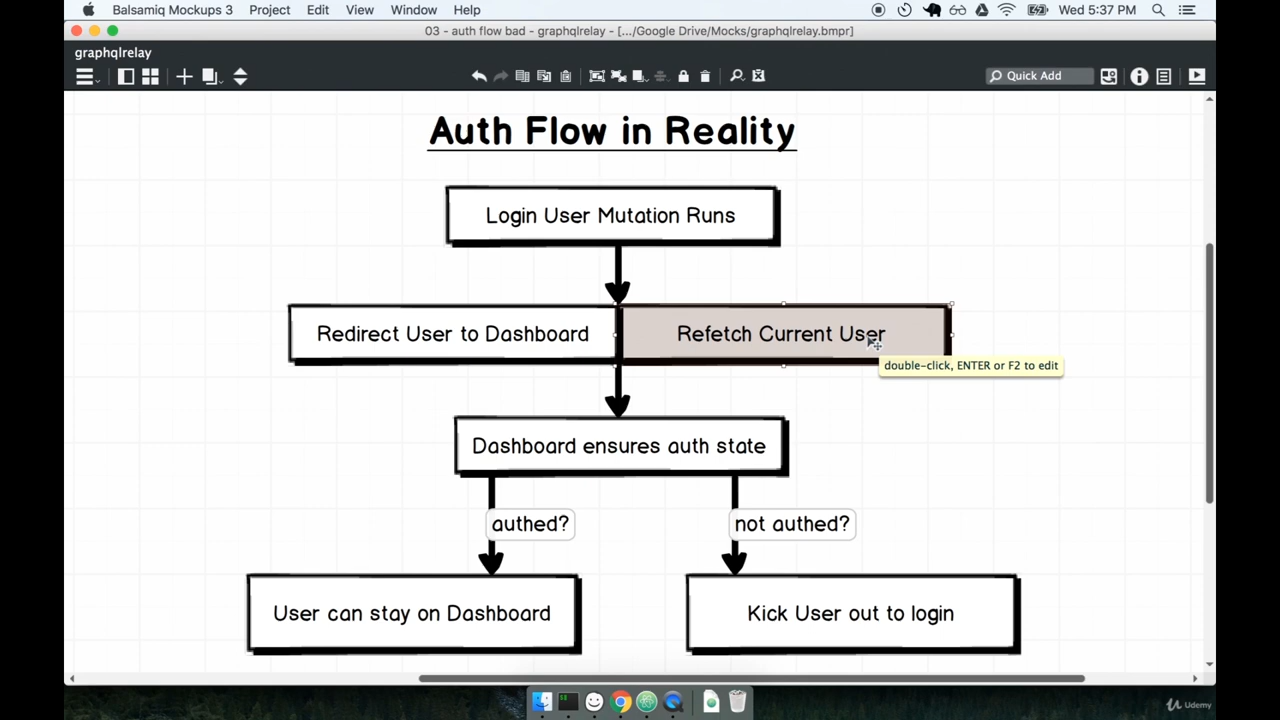 Balsamiq Mockups 3 Project Edit View Window Help Wed 5:37 PM
03 - auth flow bad - graphqlrelay - [.../Google Drive/Mocks/graphqlrelay.bmpr]
graphqlrelay
Quick Add
Auth Flow in Reality
Login User Mutation Runs
Redirect User to Dashboard Refetch Current User
double-click, ENTER or F2 to edit
Dashboard ensures auth state
authed? not authed?
User can stay on Dashboard Kick User out to login
Udemy